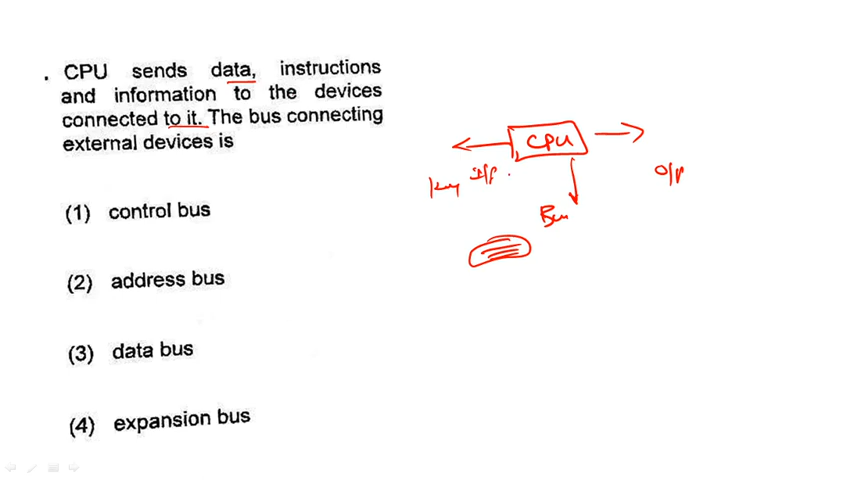 . CPU sends data, instructions
and information to the devices
connected to it. The bus connecting
external devices is
(1) control bus
(2) address bus
(3) data bus
(4) expansion bus
CPU
I/P
O/P
Bus